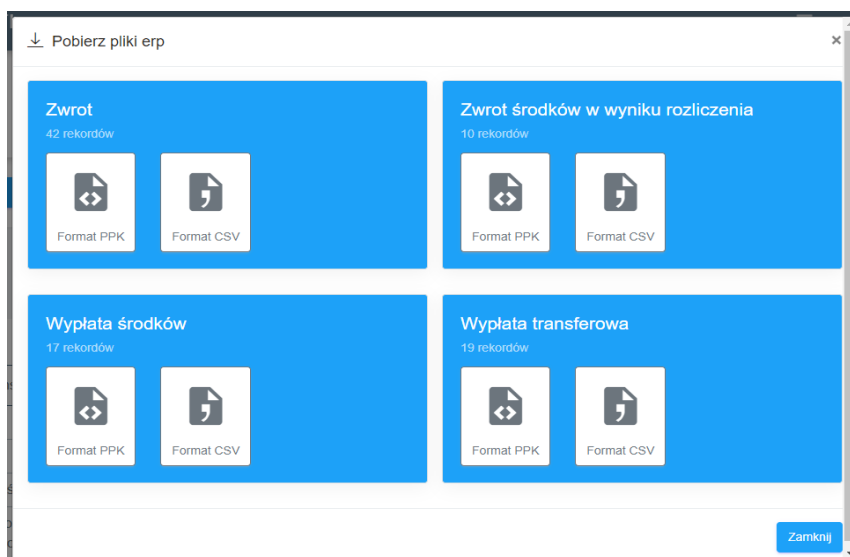 Pobierz pliki erp
×
Zwrot
42 rekordów
Format PPK
Format CSV
Zwrot środków w wyniku rozliczenia
10 rekordów
Format PPK
Format CSV
Wypłata środków
17 rekordów
Format PPK
Format CSV
Wypłata transferowa
19 rekordów
Format PPK
Format CSV
Zamknij